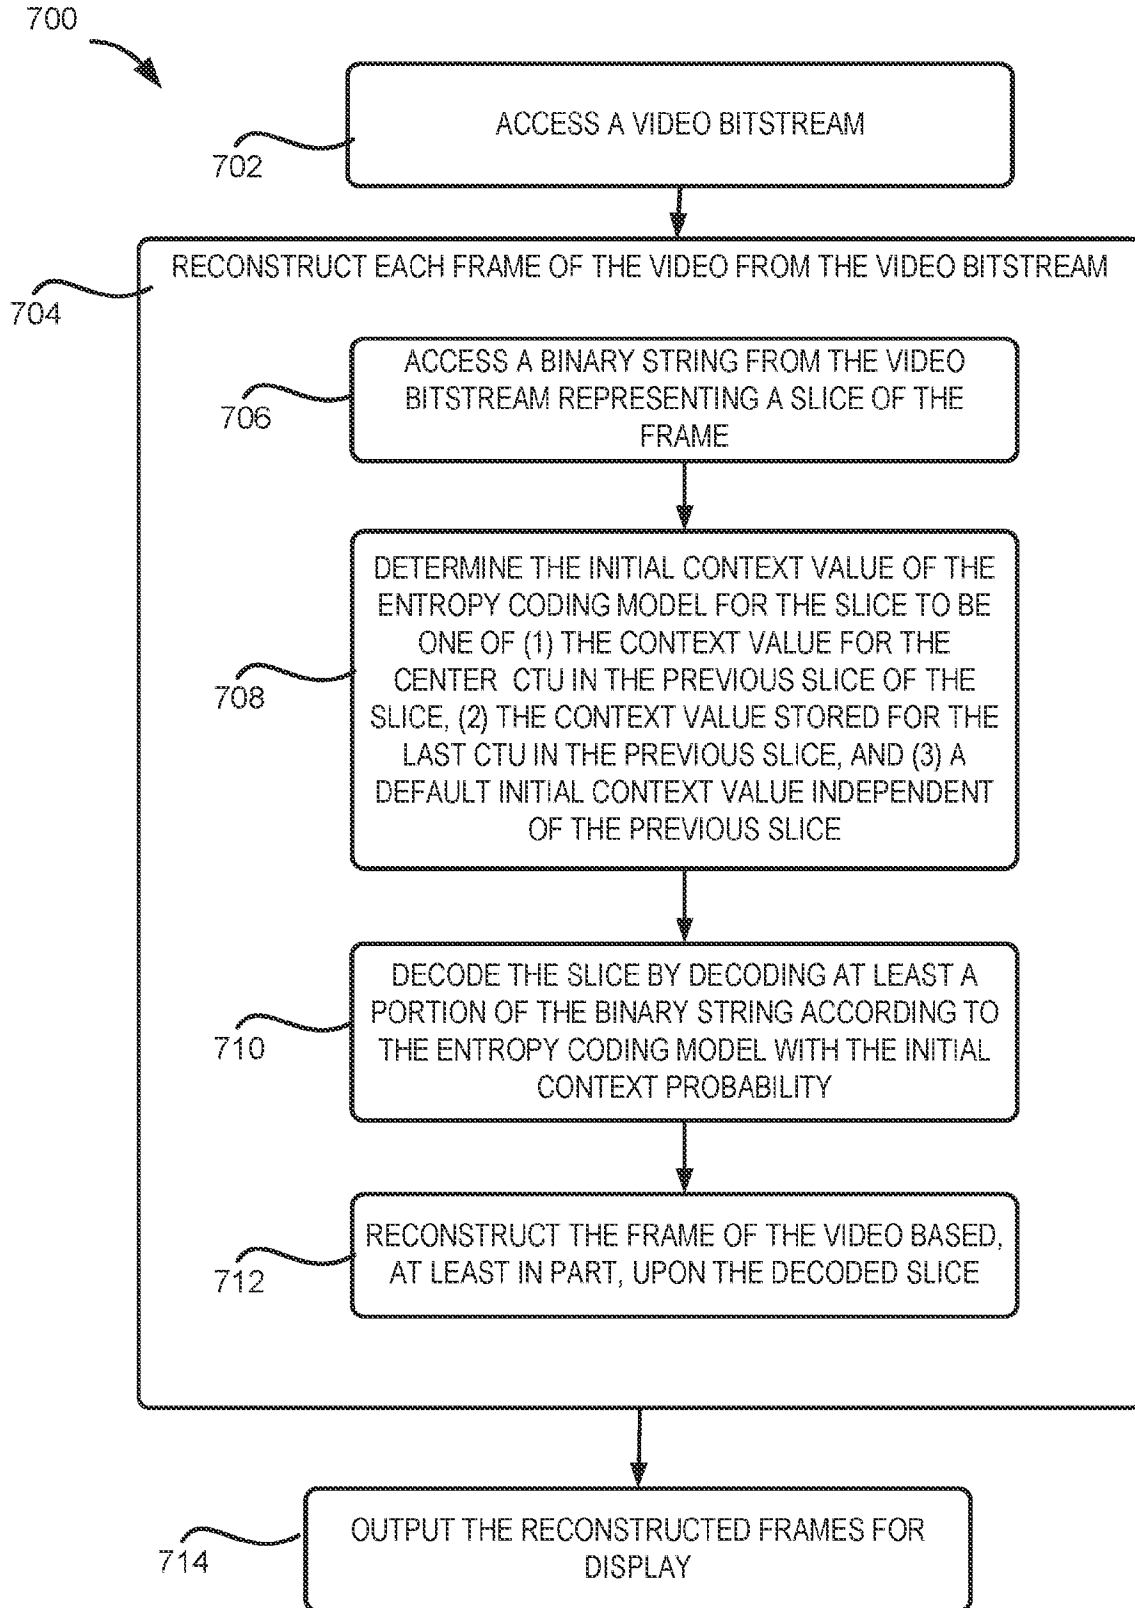 700
ACCESS A VIDEO BITSTREAM
702
RECONSTRUCT EACH FRAME OF THE VIDEO FROM THE VIDEO BITSTREAM
704
ACCESS A BINARY STRING FROM THE VIDEO
BITSTREAM REPRESENTING A SLICE OF THE
FRAME
706
DETERMINE THE INITIAL CONTEXT VALUE OF THE
ENTROPY CODING MODEL FOR THE SLICE TO BE
ONE OF (1) THE CONTEXT VALUE FOR THE
CENTER CTU IN THE PREVIOUS SLICE OF THE
SLICE, (2) THE CONTEXT VALUE STORED FOR THE
LAST CTU IN THE PREVIOUS SLICE, AND (3) A
DEFAULT INITIAL CONTEXT VALUE INDEPENDENT
OF THE PREVIOUS SLICE
708
DECODE THE SLICE BY DECODING AT LEAST A
PORTION OF THE BINARY STRING ACCORDING TO
THE ENTROPY CODING MODEL WITH THE INITIAL
CONTEXT PROBABILITY
710
RECONSTRUCT THE FRAME OF THE VIDEO BASED,
AT LEAST IN PART, UPON THE DECODED SLICE
712
OUTPUT THE RECONSTRUCTED FRAMES FOR
DISPLAY
714